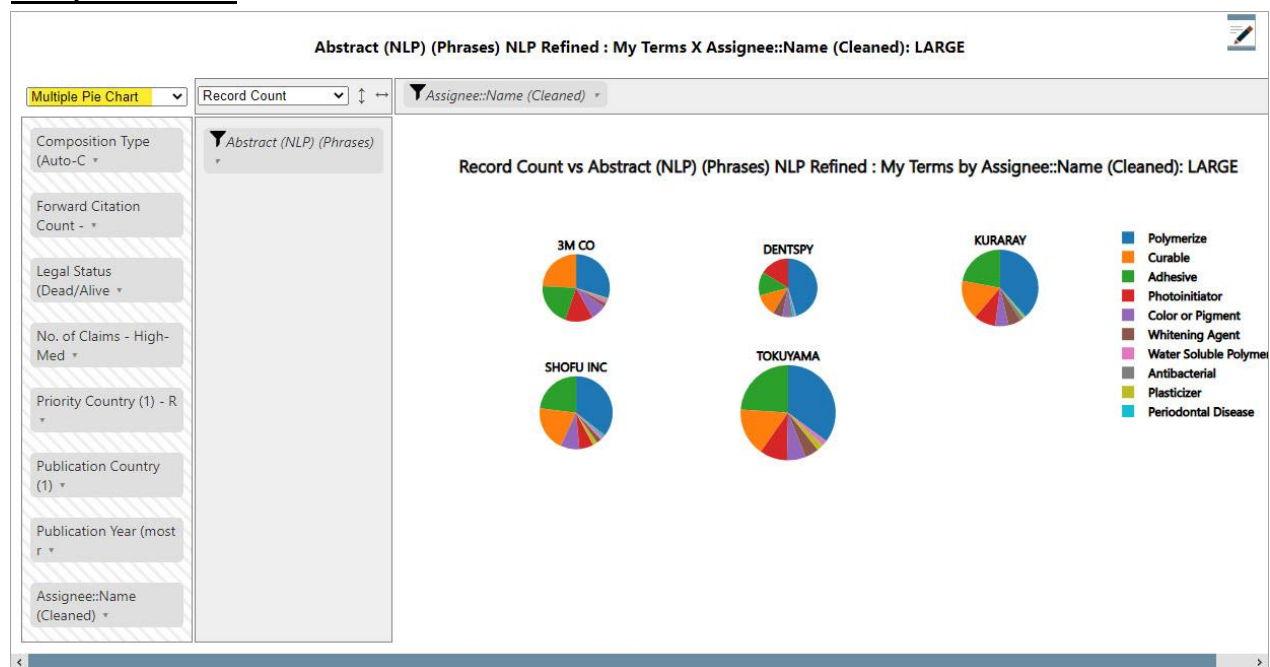 Abstract (NLP) (Phrases) NLP Refined : My Terms X Assignee::Name (Cleaned): LARGE
Multiple Pie Chart
Record Count
Assignee::Name (Cleaned)
Composition Type
(Auto-C
Forward Citation
Count -
Legal Status
(Dead/Alive
No. of Claims - High-
Med
Priority Country (1) - R
Publication Country
(1)
Publication Year (most
r
Assignee::Name
(Cleaned)
Abstract (NLP) (Phrases)
Record Count vs Abstract (NLP) (Phrases) NLP Refined : My Terms by Assignee::Name (Cleaned): LARGE
3M CO
DENTSPY
KURARAY
SHOFU INC
TOKUYAMA
Polymerize
Curable
Adhesive
Photoinitiator
Color or Pigment
Whitening Agent
Water Soluble Polymer
Antibacterial
Plasticizer
Periodontal Disease